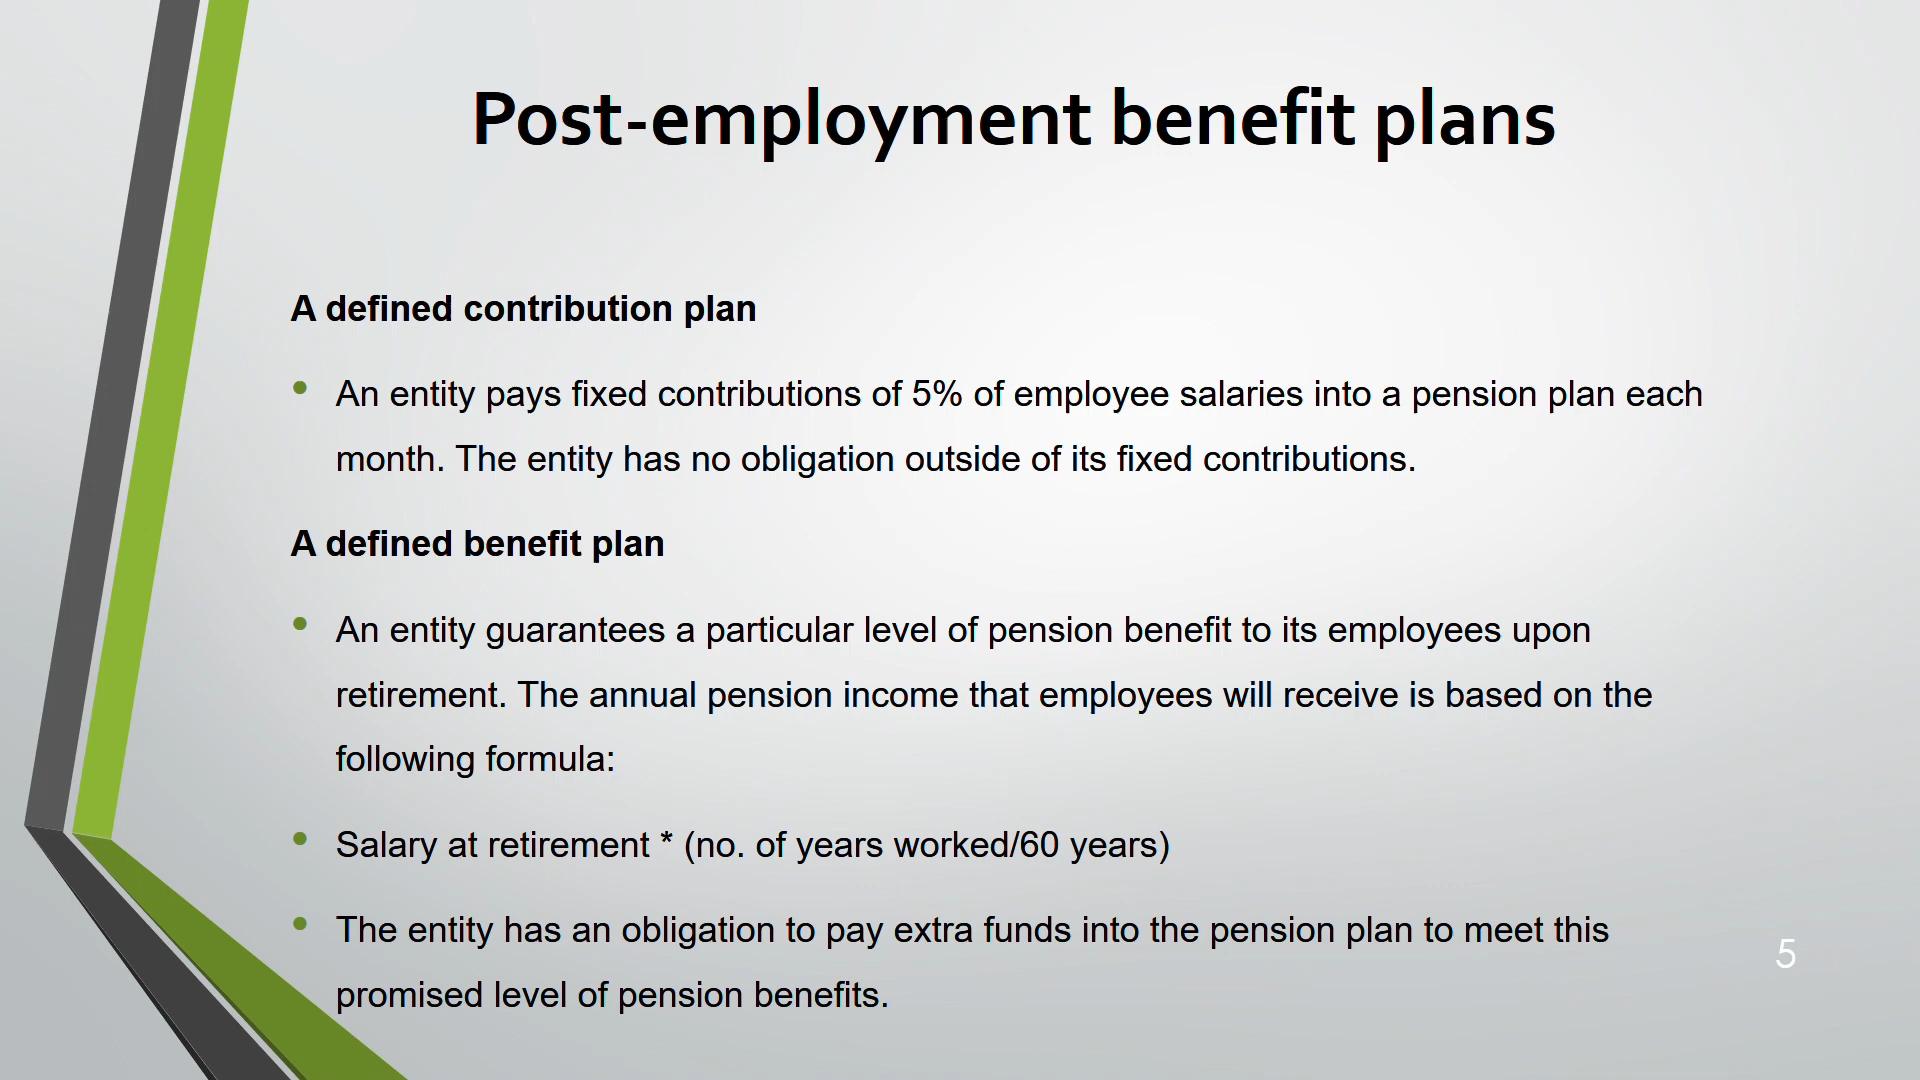 Post-employment benefit plans
A defined contribution plan
• An entity pays fixed contributions of 5% of employee salaries into a pension plan each
month. The entity has no obligation outside of its fixed contributions.
A defined benefit plan
• An entity guarantees a particular level of pension benefit to its employees upon
retirement. The annual pension income that employees will receive is based on the
following formula:
• Salary at retirement * (no. of years worked/60 years)
• The entity has an obligation to pay extra funds into the pension plan to meet this
promised level of pension benefits.
5